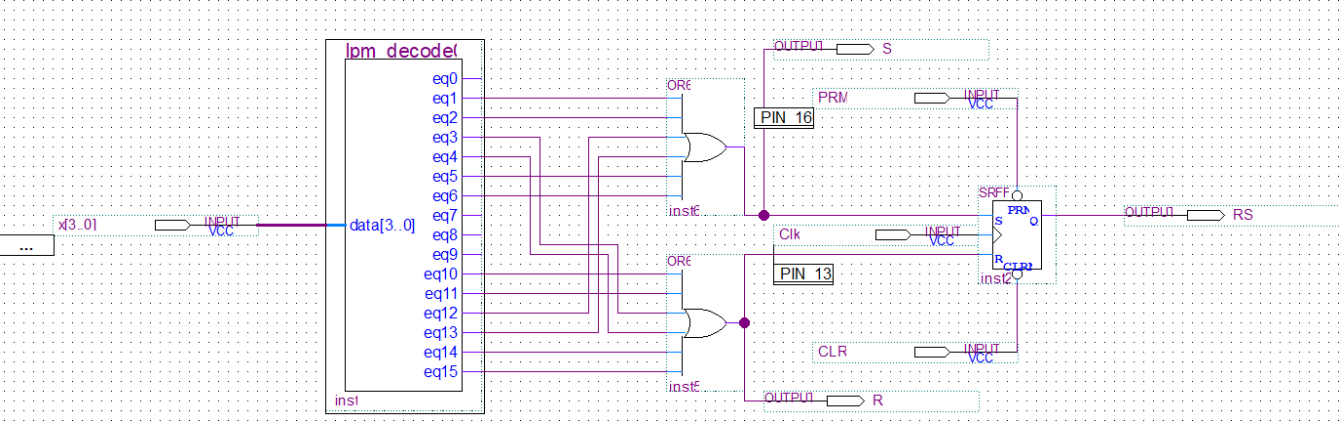 x[3..0]
INPUT
VCC
...
lpm_decode0
data[3..0]
eq0
eq1
eq2
eq3
eq4
eq5
eq6
eq7
eq8
eq9
eq10
eq11
eq12
eq13
eq14
eq15
inst
OR6
inst6
OR6
inst5
OUTPUT
S
PIN_16
PRN
INPUT
VCC
Clk
INPUT
VCC
PIN_13
SRFF
PRN
S
Q
R
CLRN
inst2
OUTPUT
RS
CLR
INPUT
VCC
OUTPUT
R